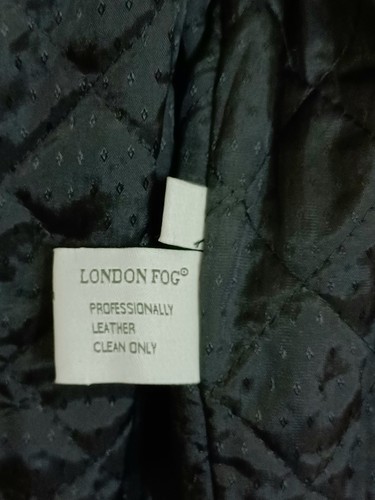 LONDON FOG®
PROFESSIONALLY
LEATHER
CLEAN ONLY